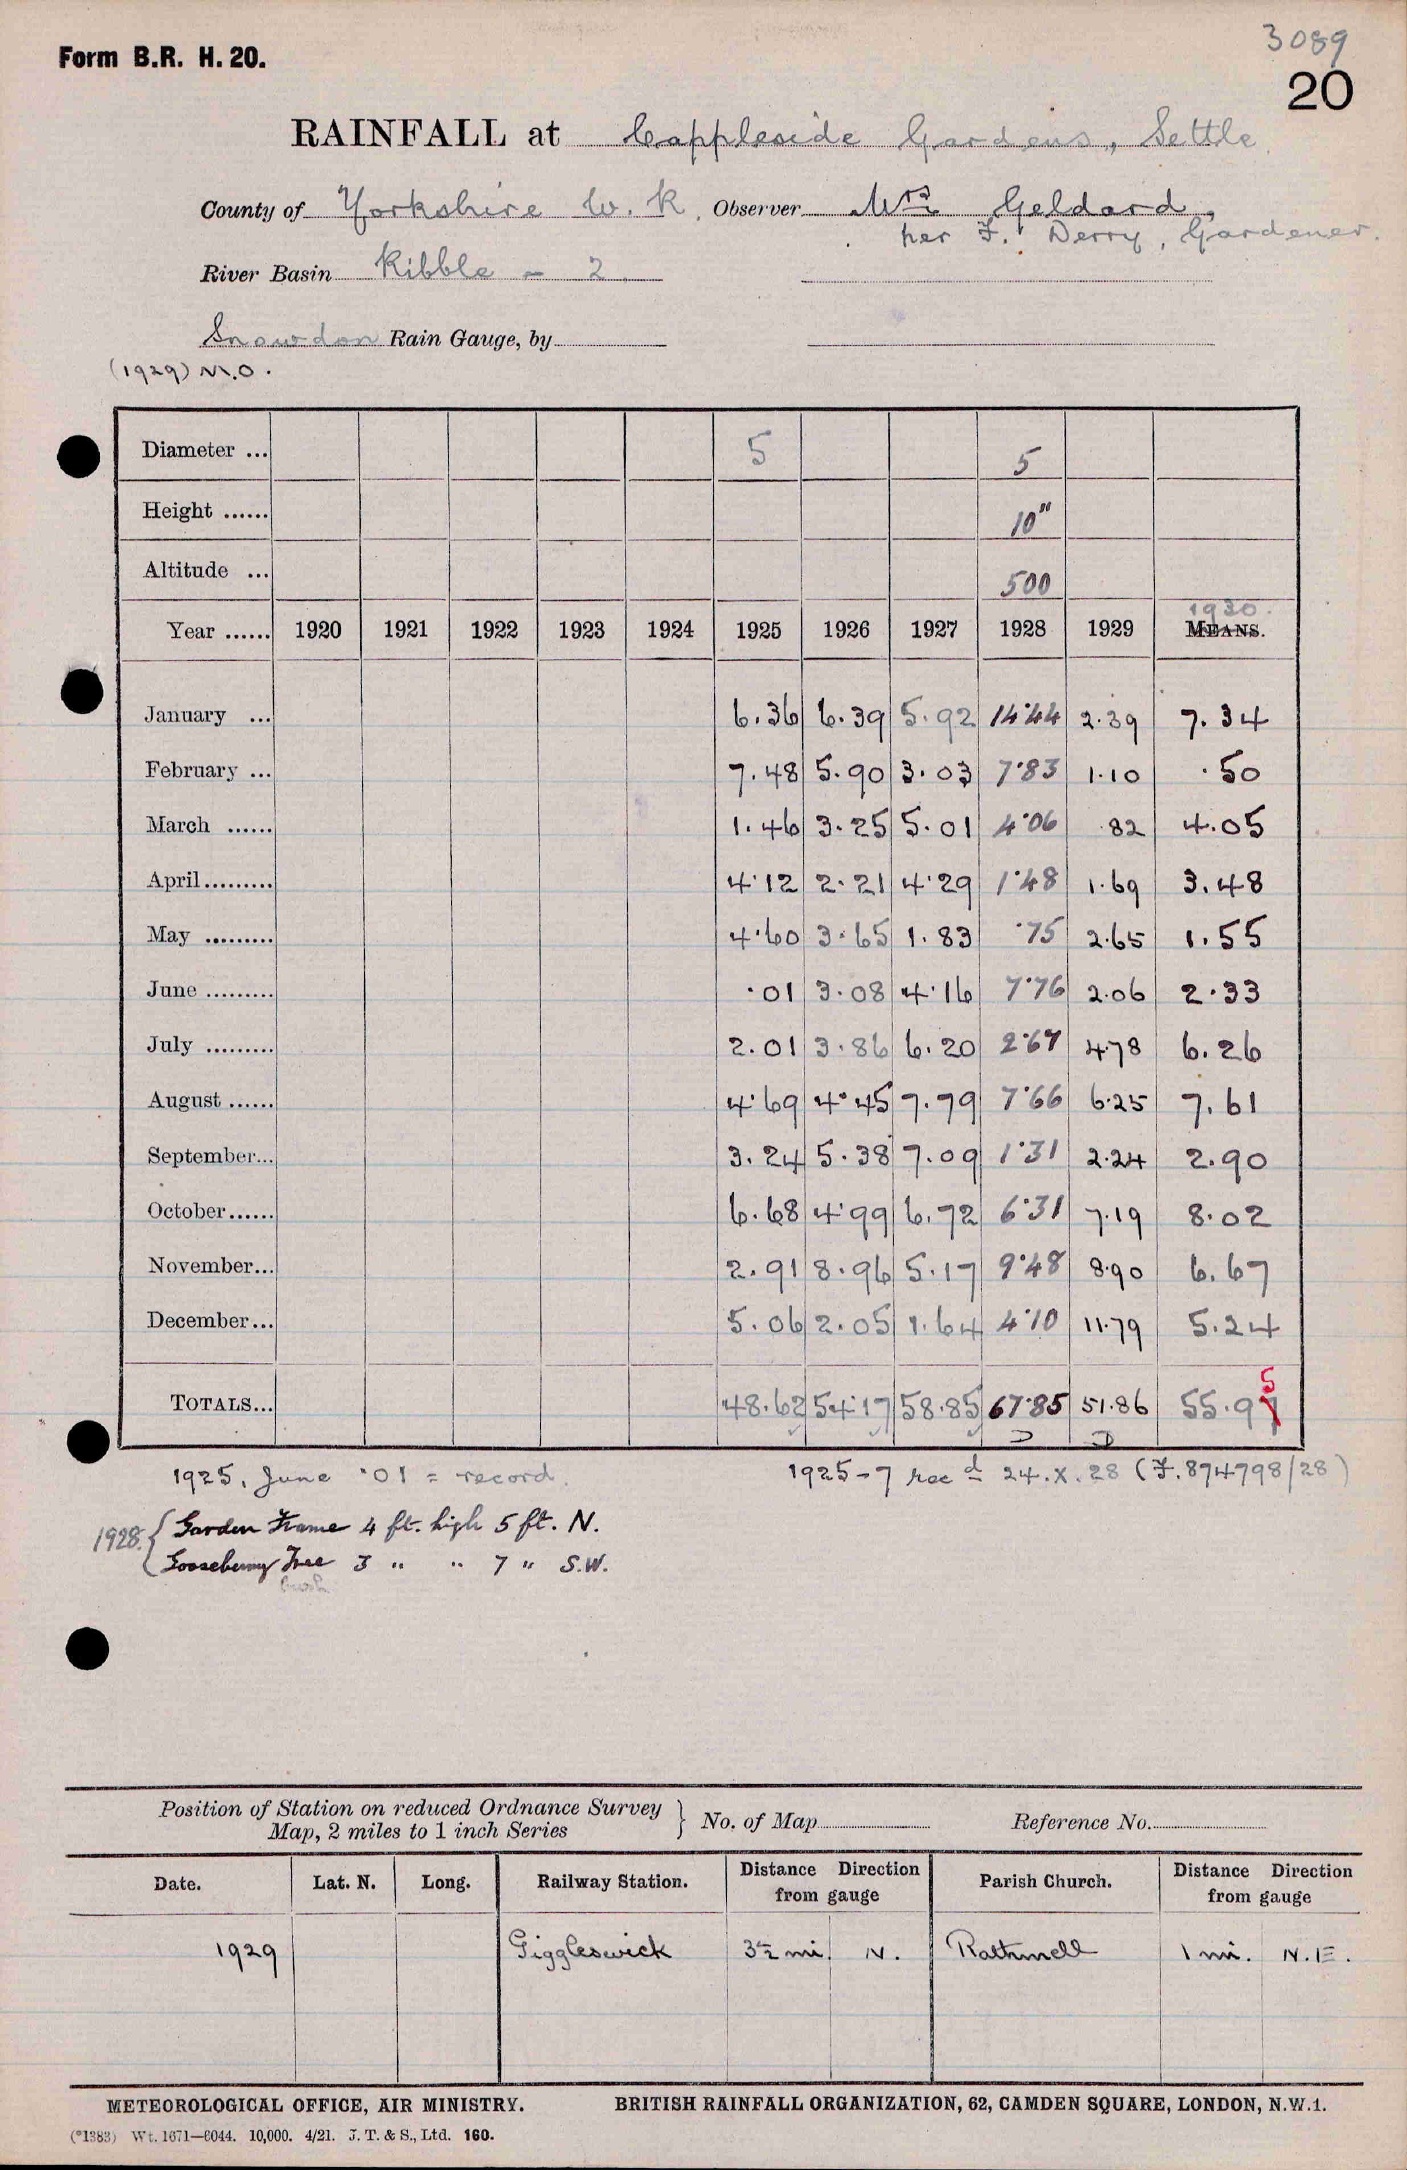 3089
Form B.R. H. 20.
20
RAINFALL at Cappleside Gardens, Settle
County of Yorkshire W. R. Observer Mrs Geldard,
per F. Derry, Gardener.
River Basin Kibble - 2
Snowdon Rain Gauge, by
(1929) M.O.
Diameter ... 5 5
Height ...... 10"
Altitude ... 500
1930.
Year ...... 1920 1921 1922 1923 1924 1925 1926 1927 1928 1929 MEANS.
January ... 6.36 6.39 5.92 14.44 2.39 7.34
February ... 7.48 5.90 3.03 7.83 1.10 .50
March ...... 1.46 3.25 5.01 4.06 .82 4.05
April ......... 4.12 2.21 4.29 1.48 1.69 3.48
May ......... 4.60 3.65 1.83 .75 2.65 1.55
June ......... .01 3.08 4.16 7.76 2.06 2.33
July ......... 2.01 3.86 6.20 2.67 4.78 6.26
August ...... 4.69 4.45 7.79 7.66 6.25 7.61
September... 3.24 5.38 7.09 1.31 2.24 2.90
October...... 6.68 4.99 6.72 6.31 7.19 8.02
November... 2.91 8.96 5.17 9.48 8.90 6.67
December... 5.06 2.05 1.64 4.10 11.79 5.24
5
TOTALS... 48.62 54.17 58.85 67.85 51.86 55.97
1925, June .01 = record. 1925-7 recd 24.X.28 (F.874798/28)
1928. { Garden Frame 4 ft. high 5 ft. N.
Gooseberry Tree 3 " " 7 " S.W.
bush
Position of Station on reduced Ordnance Survey
Map, 2 miles to 1 inch Series } No. of Map Reference No.
Date. Lat. N. Long. Railway Station. Distance Direction from gauge Parish Church. Distance Direction from gauge
1929 Giggleswick 3½ mi. N. Rathmell 1 mi. N.E.
METEOROLOGICAL OFFICE, AIR MINISTRY. BRITISH RAINFALL ORGANIZATION, 62, CAMDEN SQUARE, LONDON, N.W.1.
(*1383) Wt. 1671—6044. 10,000. 4/21. J. T. & S., Ltd. 160.